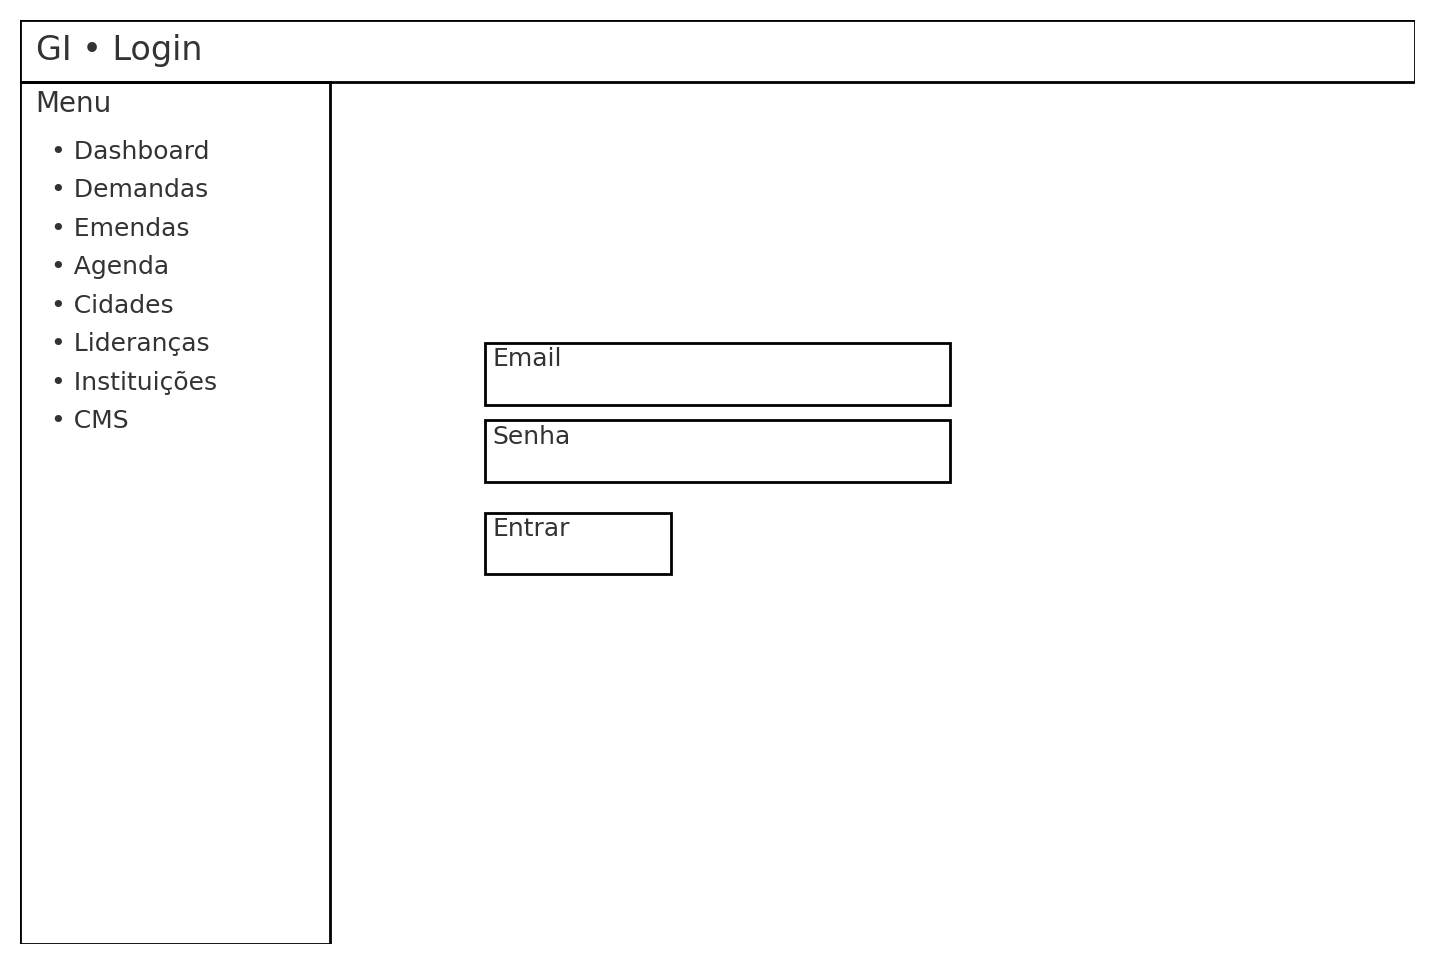 GI • Login
Menu
• Dashboard
• Demandas
• Emendas
• Agenda
• Cidades
• Lideranças
• Instituições
• CMS
Email
Senha
Entrar